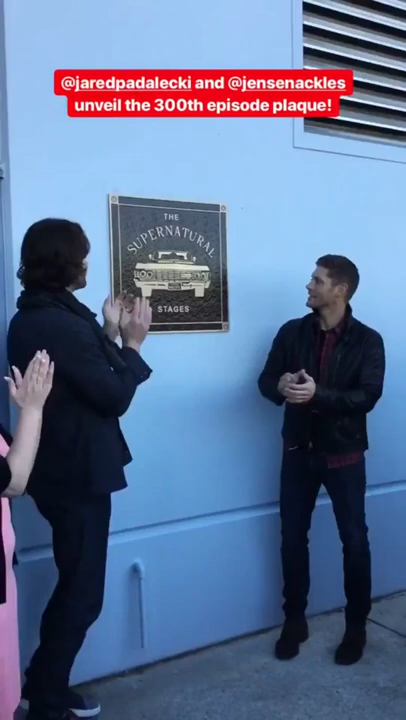 @jaredpadalecki and @jensenackles
unveil the 300th episode plaque!
THE
SUPERNATURAL
STAGES